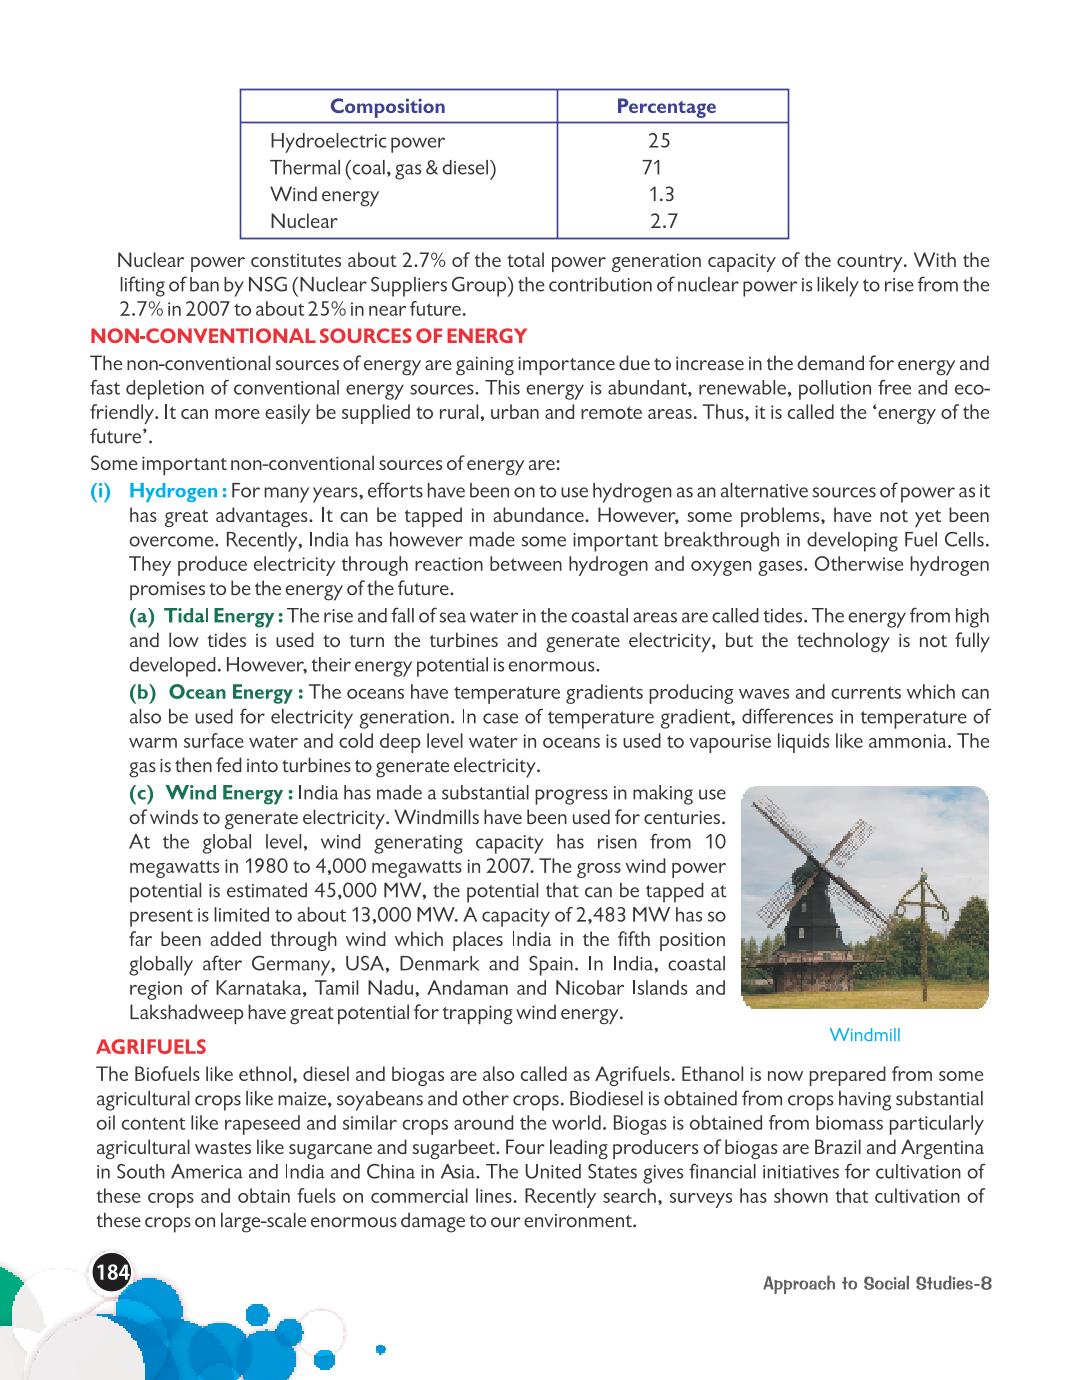 Composition Percentage
Hydroelectric power 25
Thermal (coal, gas & diesel) 71
Wind energy 1.3
Nuclear 2.7
Nuclear power constitutes about 2.7% of the total power generation capacity of the country. With the
lifting of ban by NSG (Nuclear Suppliers Group) the contribution of nuclear power is likely to rise from the
2.7% in 2007 to about 25% in near future.
NON-CONVENTIONAL SOURCES OF ENERGY
The non-conventional sources of energy are gaining importance due to increase in the demand for energy and
fast depletion of conventional energy sources. This energy is abundant, renewable, pollution free and eco-
friendly. It can more easily be supplied to rural, urban and remote areas. Thus, it is called the ‘energy of the
future’.
Some important non-conventional sources of energy are:
(i) Hydrogen : For many years, efforts have been on to use hydrogen as an alternative sources of power as it
has great advantages. It can be tapped in abundance. However, some problems, have not yet been
overcome. Recently, India has however made some important breakthrough in developing Fuel Cells.
They produce electricity through reaction between hydrogen and oxygen gases. Otherwise hydrogen
promises to be the energy of the future.
(a) Tidal Energy : The rise and fall of sea water in the coastal areas are called tides. The energy from high
and low tides is used to turn the turbines and generate electricity, but the technology is not fully
developed. However, their energy potential is enormous.
(b) Ocean Energy : The oceans have temperature gradients producing waves and currents which can
also be used for electricity generation. In case of temperature gradient, differences in temperature of
warm surface water and cold deep level water in oceans is used to vapourise liquids like ammonia. The
gas is then fed into turbines to generate electricity.
(c) Wind Energy : India has made a substantial progress in making use
of winds to generate electricity. Windmills have been used for centuries.
At the global level, wind generating capacity has risen from 10
megawatts in 1980 to 4,000 megawatts in 2007. The gross wind power
potential is estimated 45,000 MW, the potential that can be tapped at
present is limited to about 13,000 MW. A capacity of 2,483 MW has so
far been added through wind which places India in the fifth position
globally after Germany, USA, Denmark and Spain. In India, coastal
region of Karnataka, Tamil Nadu, Andaman and Nicobar Islands and
Lakshadweep have great potential for trapping wind energy.
Windmill
AGRIFUELS
The Biofuels like ethnol, diesel and biogas are also called as Agrifuels. Ethanol is now prepared from some
agricultural crops like maize, soyabeans and other crops. Biodiesel is obtained from crops having substantial
oil content like rapeseed and similar crops around the world. Biogas is obtained from biomass particularly
agricultural wastes like sugarcane and sugarbeet. Four leading producers of biogas are Brazil and Argentina
in South America and India and China in Asia. The United States gives financial initiatives for cultivation of
these crops and obtain fuels on commercial lines. Recently search, surveys has shown that cultivation of
these crops on large-scale enormous damage to our environment.
184
Approach to Social Studies-8